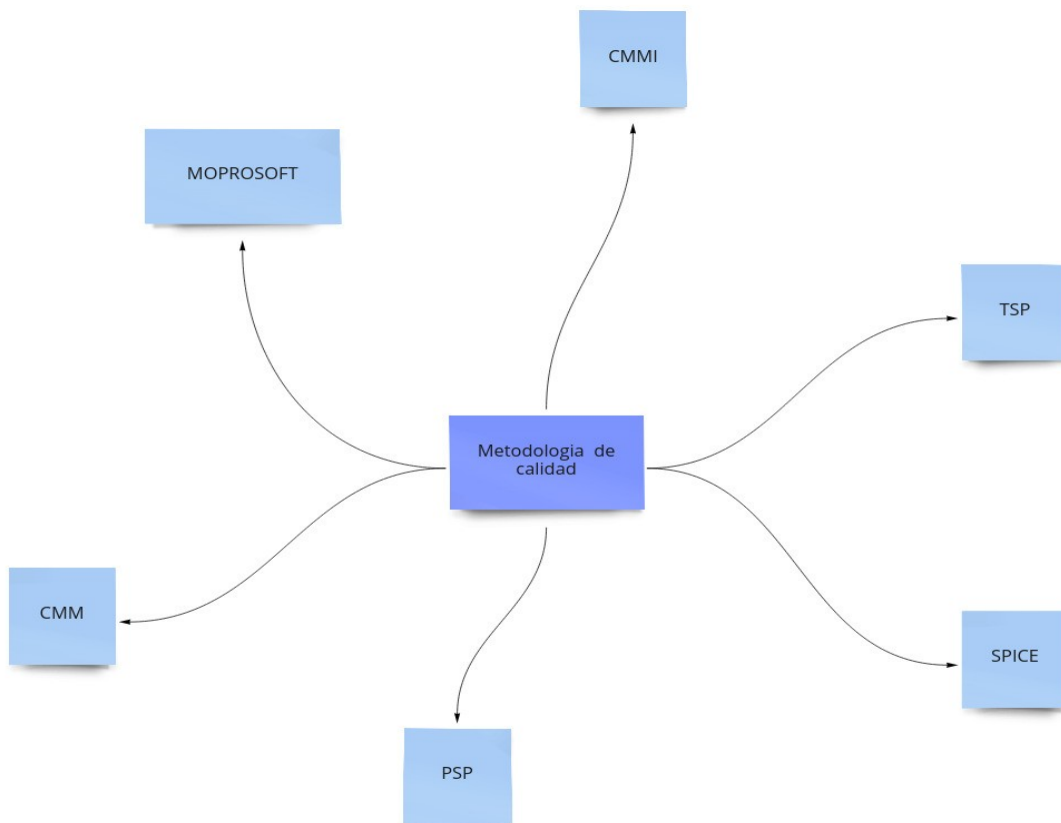 CMMI
MOPROSOFT
TSP
Metodologia de
calidad
CMM
SPICE
PSP